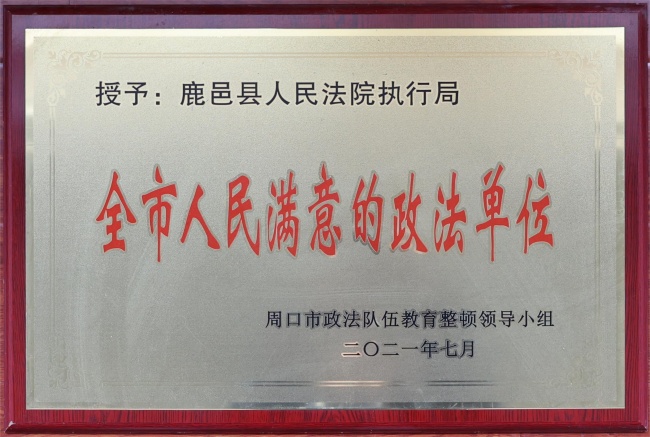 授予：鹿邑县人民法院执行局
全市人民满意的政法单位
周口市政法队伍教育整顿领导小组
二〇二一年七月